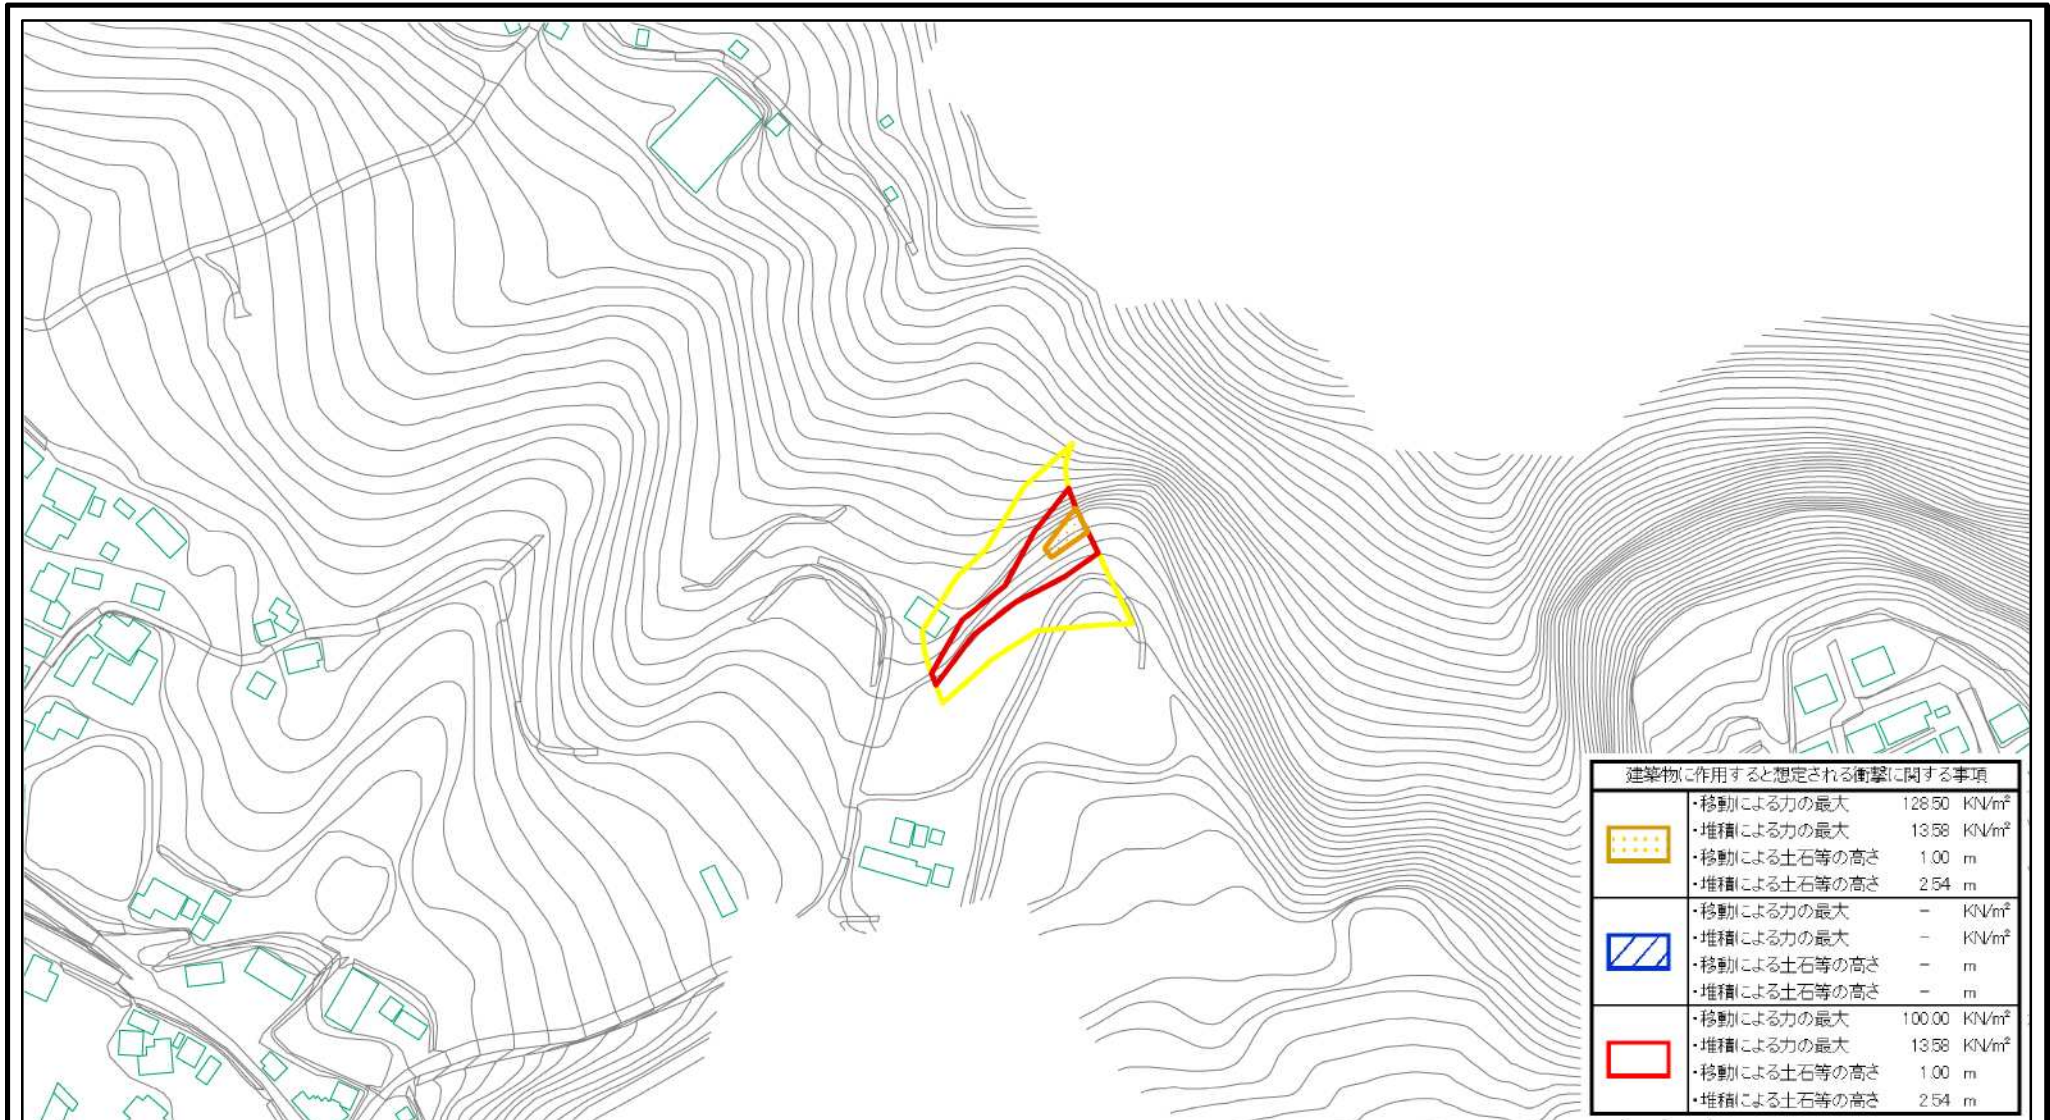 建築物に作用すると想定される衝撃に関する事項
・移動による力の最大 128.50 KN/m²
・堆積による力の最大 13.58 KN/m²
・移動による土石等の高さ 1.00 m
・堆積による土石等の高さ 2.54 m
・移動による力の最大 － KN/m²
・堆積による力の最大 － KN/m²
・移動による土石等の高さ － m
・堆積による土石等の高さ － m
・移動による力の最大 100.00 KN/m²
・堆積による力の最大 13.58 KN/m²
・移動による土石等の高さ 1.00 m
・堆積による土石等の高さ 2.54 m